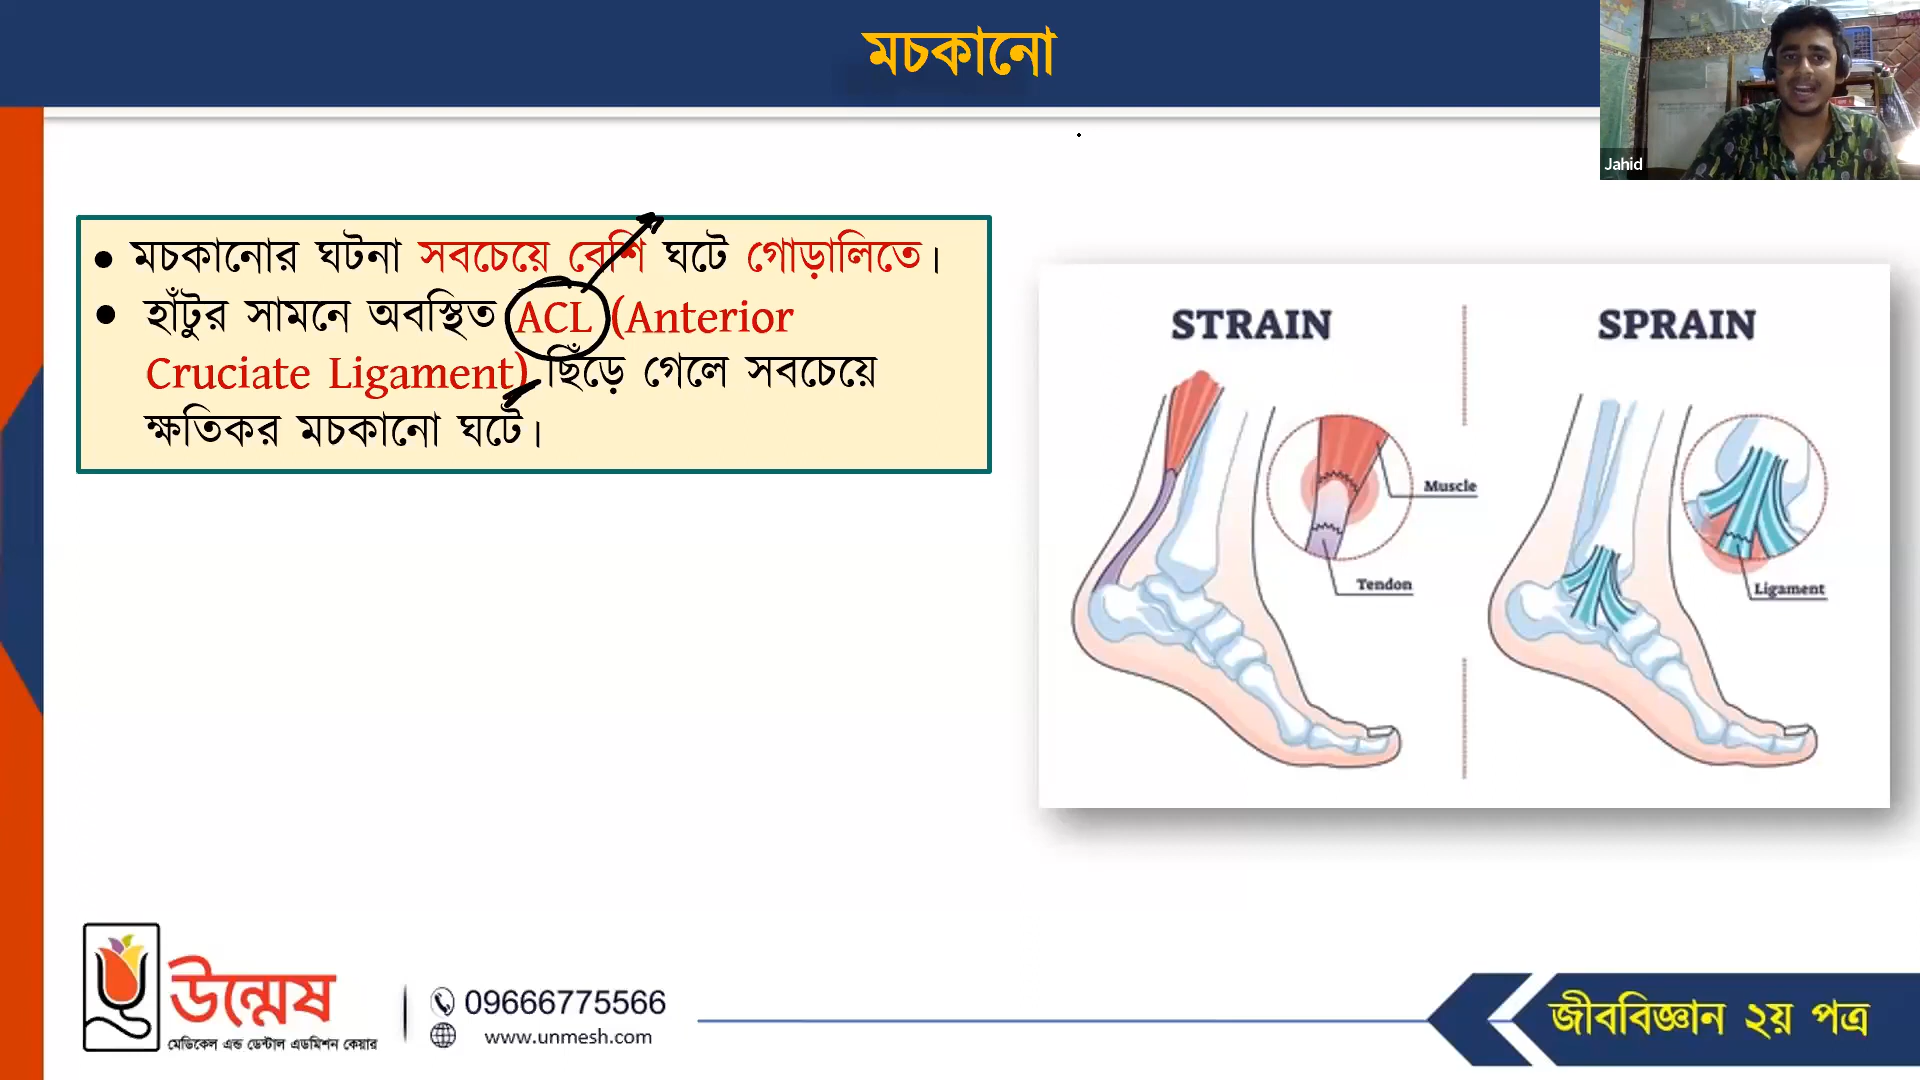 মচকানো
Jahid
• মচকানোর ঘটনা সবচেয়ে বেশি ঘটে গোড়ালিতে।
• হাঁটুর সামনে অবস্থিত ACL (Anterior
Cruciate Ligament) ছিঁড়ে গেলে সবচেয়ে
ক্ষতিকর মচকানো ঘটে।
STRAIN
SPRAIN
Muscle
Tendon
Ligament
উন্মেষ
মেডিকেল এন্ড ডেন্টাল এডমিশন কেয়ার
09666775566
www.unmesh.com
জীববিজ্ঞান ২য় পত্র